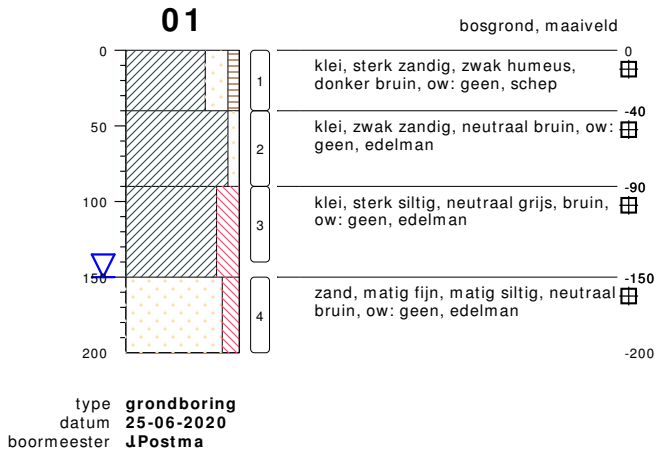 01
bosgrond, maaiveld
0
0
1
klei, sterk zandig, zwak humeus,
donker bruin, ow: geen, schep
-40
50
2
klei, zwak zandig, neutraal bruin, ow:
geen, edelman
-90
100
3
klei, sterk siltig, neutraal grijs, bruin,
ow: geen, edelman
150
-150
4
zand, matig fijn, matig siltig, neutraal
bruin, ow: geen, edelman
200
-200
type grondboring
datum 25-06-2020
boormeester J.Postma